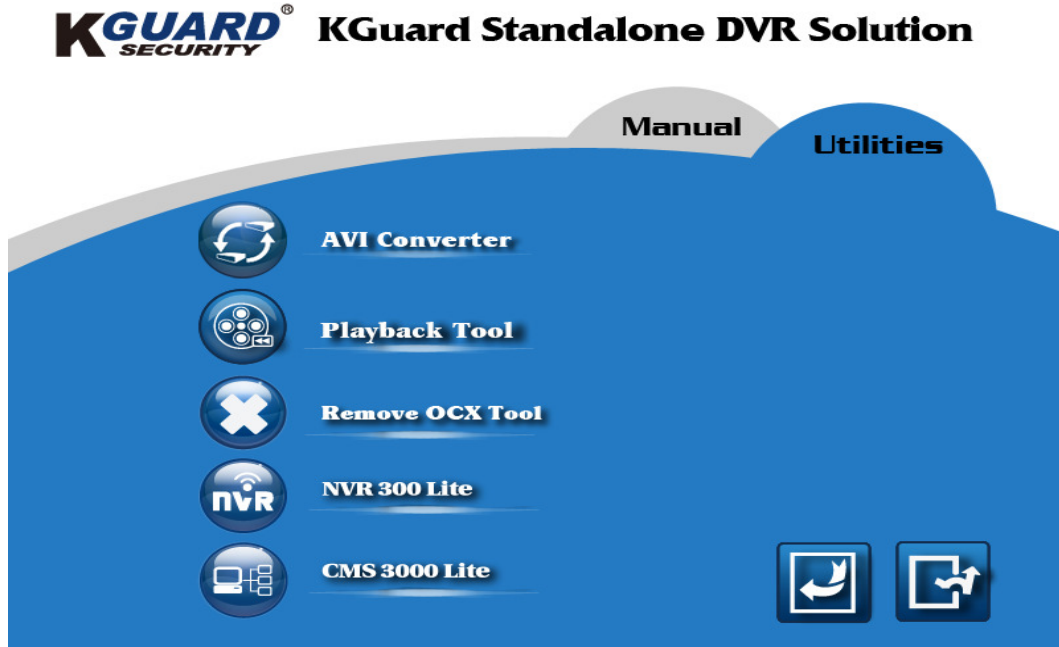 KGUARD® KGuard Standalone DVR Solution
SECURITY
Manual
Utilities
AVI Converter
Playback Tool
Remove OCX Tool
nvR
NVR 300 Lite
CMS 3000 Lite